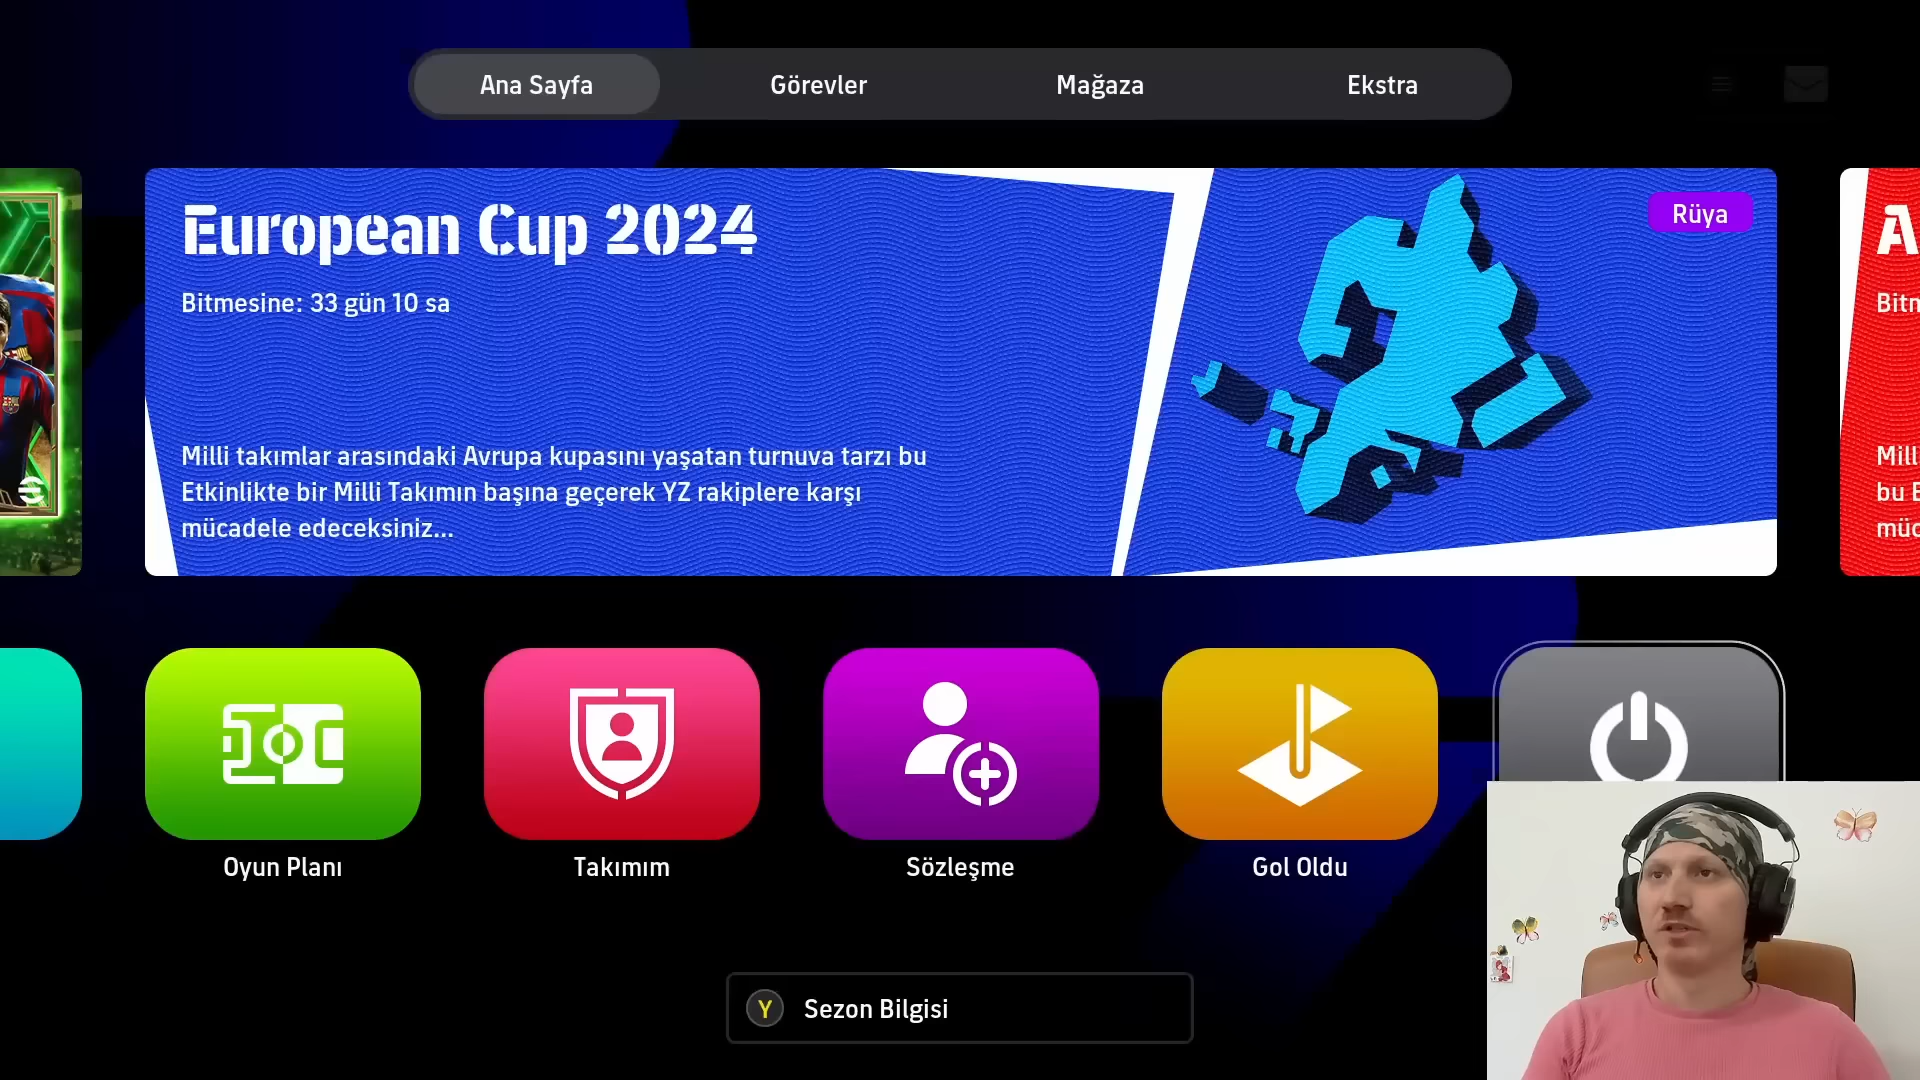 Ana Sayfa
Görevler
Mağaza
Ekstra
European Cup 2024
Rüya
Bitmesine: 33 gün 10 sa
Milli takımlar arasındaki Avrupa kupasını yaşatan turnuva tarzı bu
Etkinlikte bir Milli Takımın başına geçerek YZ rakiplere karşı
mücadele edeceksiniz...
Oyun Planı
Takımım
Sözleşme
Gol Oldu
Y Sezon Bilgisi